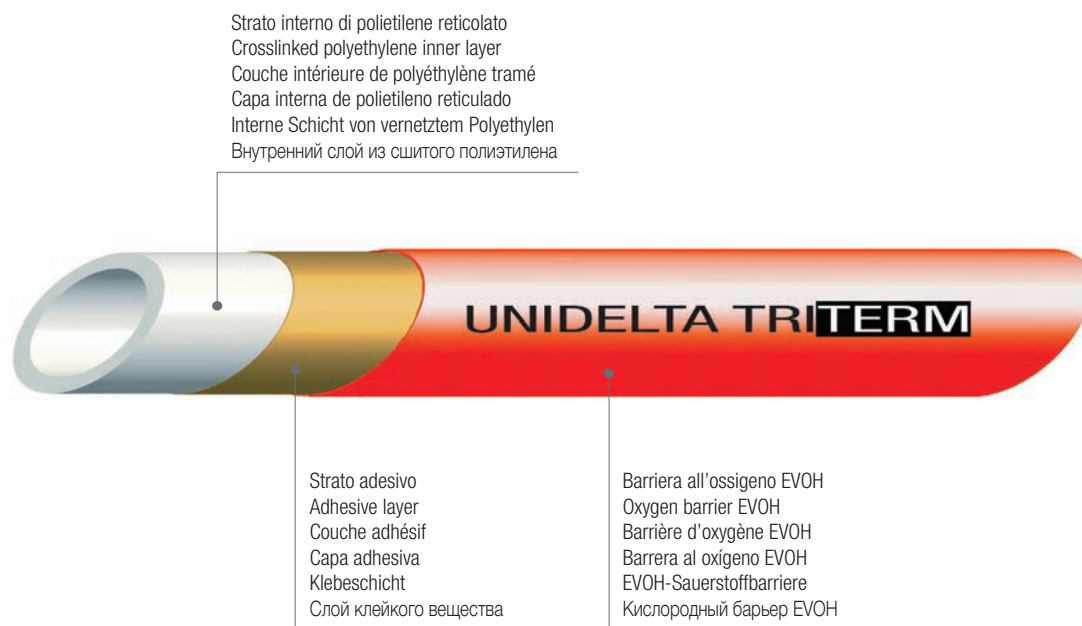 Strato interno di polietilene reticolato
Crosslinked polyethylene inner layer
Couche intérieure de polyéthylène tramé
Capa interna de polietileno reticulado
Interne Schicht von vernetztem Polyethylen
Внутренний слой из сшитого полиэтилена
UNIDELTA TRITERM
Strato adesivo
Adhesive layer
Couche adhésif
Capa adhesiva
Klebeschicht
Слой клейкого вещества
Barriera all'ossigeno EVOH
Oxygen barrier EVOH
Barrière d'oxygène EVOH
Barrera al oxígeno EVOH
EVOH-Sauerstoffbarriere
Кислородный барьер EVOH